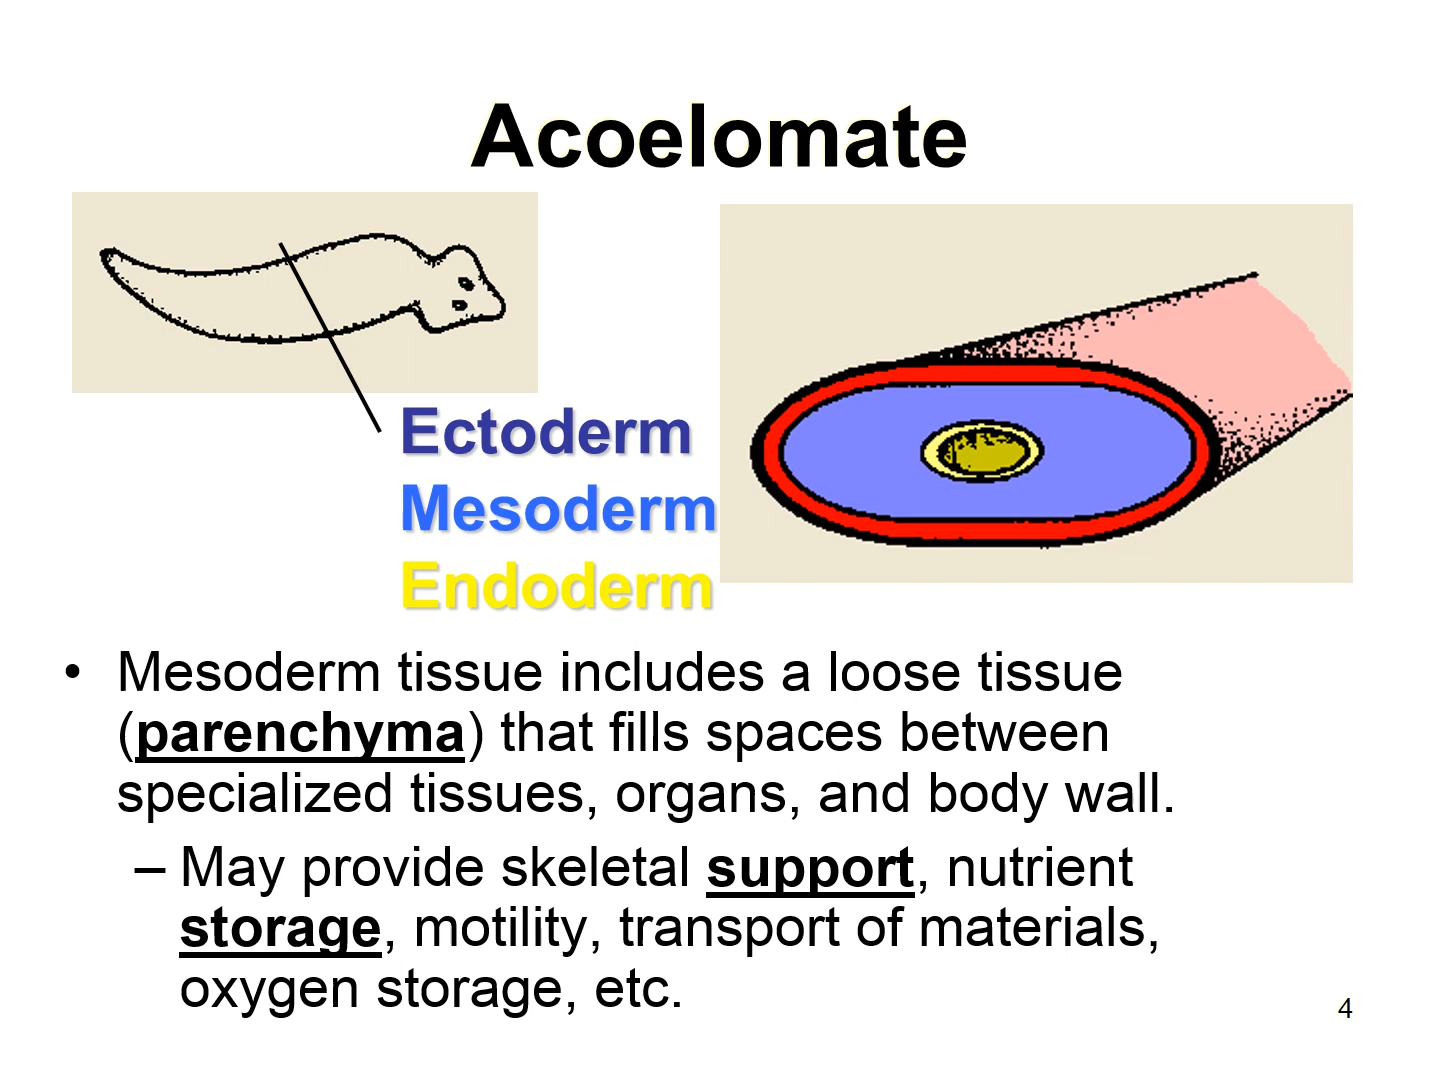 Acoelomate
Ectoderm
Mesoderm
Endoderm
• Mesoderm tissue includes a loose tissue
(parenchyma) that fills spaces between
specialized tissues, organs, and body wall.
– May provide skeletal support, nutrient
storage, motility, transport of materials,
oxygen storage, etc.
4